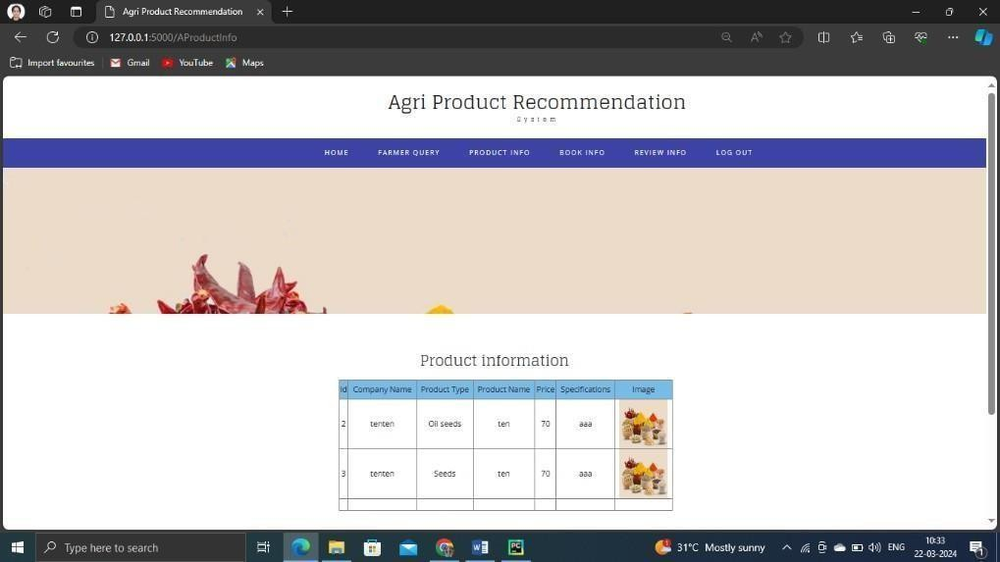 Agri Product Recommendation
127.0.0.1:5000/AProductInfo
Import favourites Gmail YouTube Maps
Agri Product Recommendation
System
HOME FARMER QUERY PRODUCT INFO BOOK INFO REVIEW INFO LOG OUT
Product information
Id Company Name Product Type Product Name Price Specifications Image
2 tenten Oil seeds ten 70 aaa
3 tenten Seeds ten 70 aaa
Type here to search 31°C Mostly sunny ENG 10:33
22-03-2024